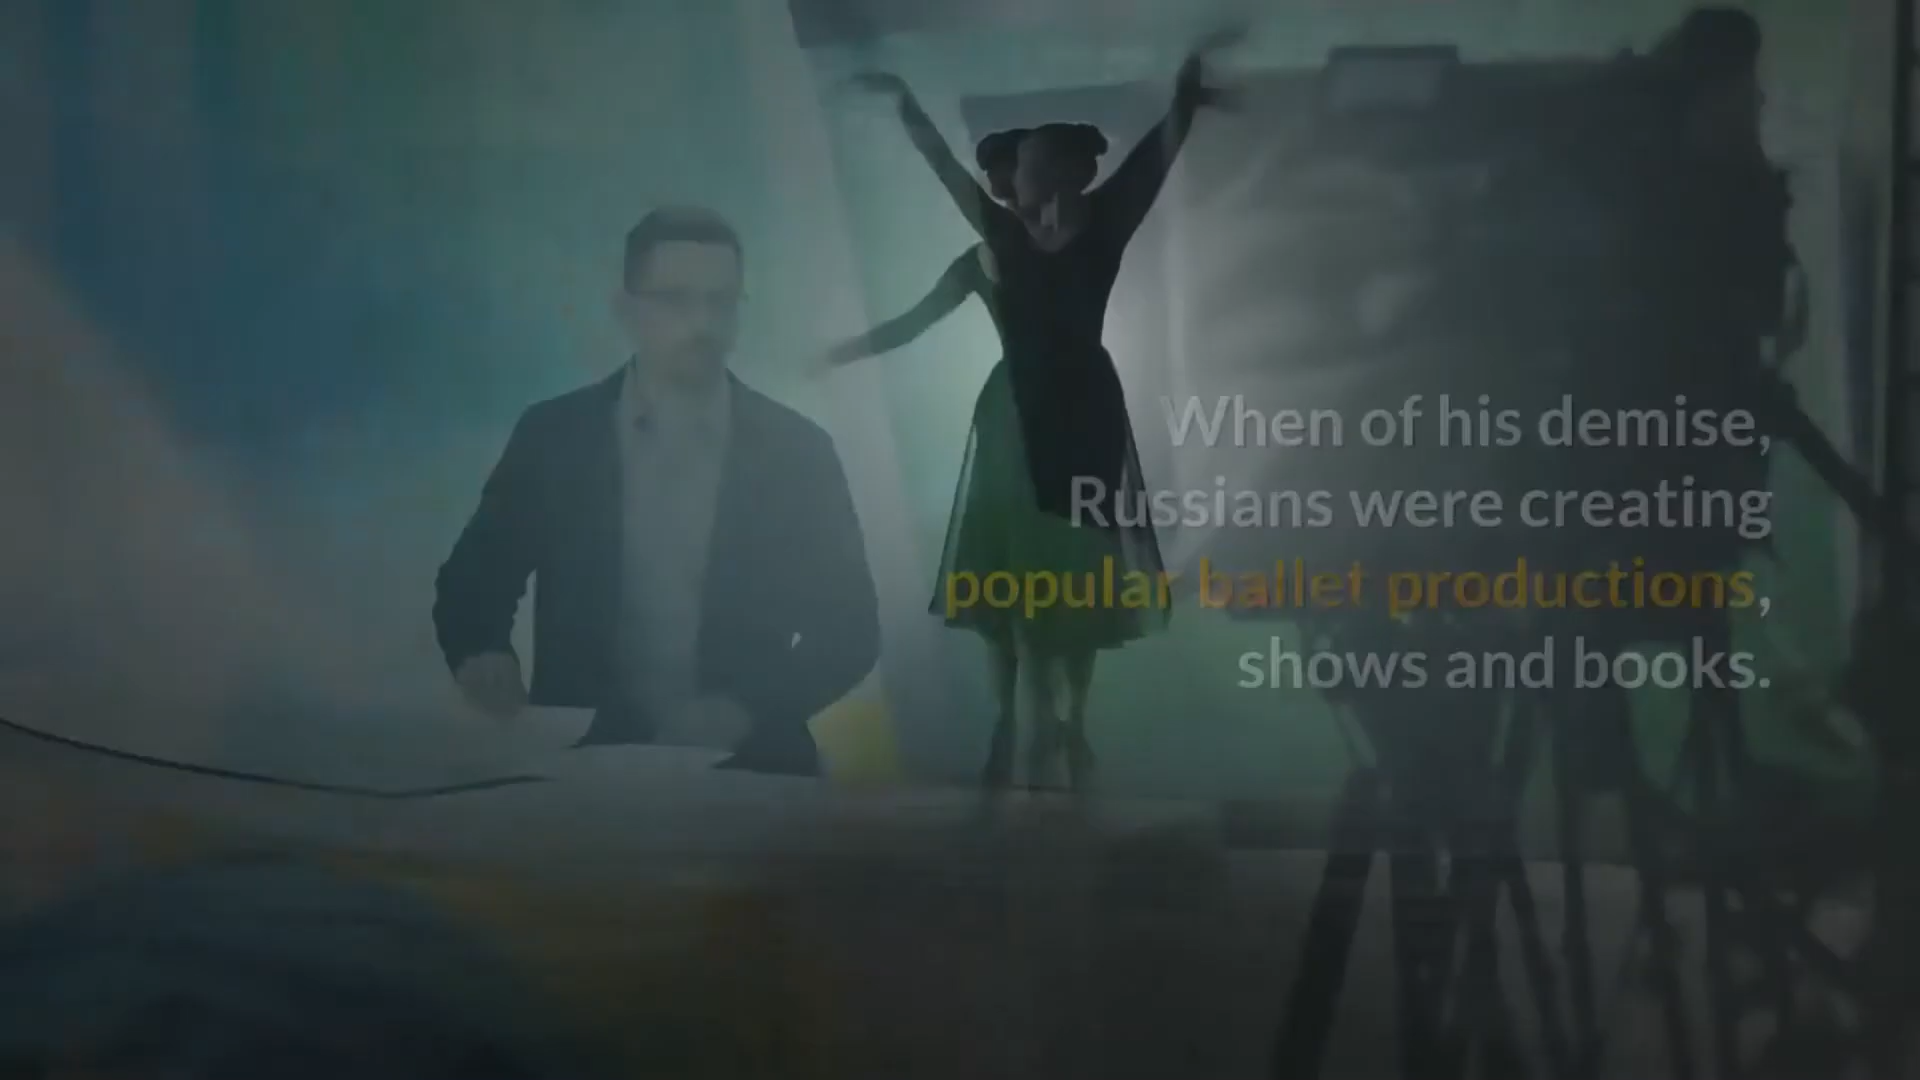 When of his demise,
Russians were creating
popular ballet productions,
shows and books.